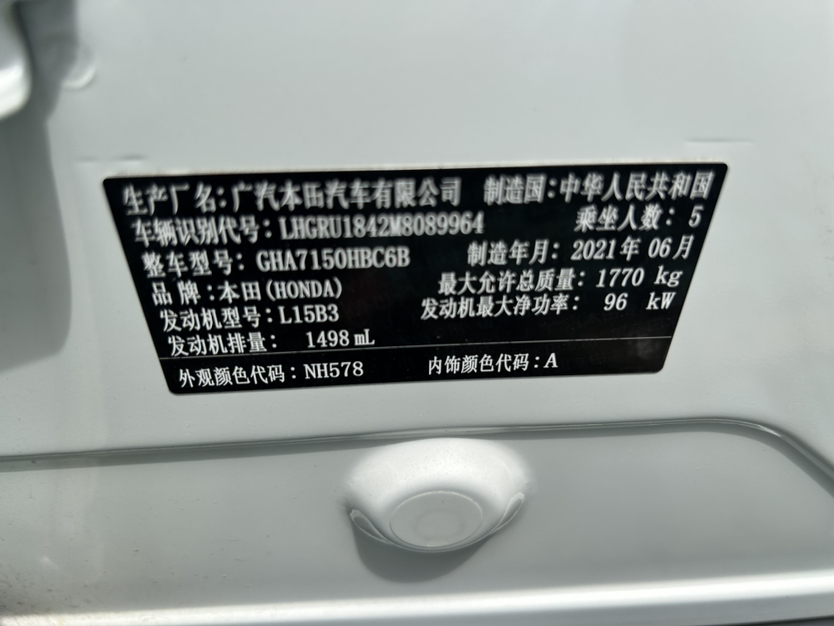 生产厂名：广汽本田汽车有限公司 制造国：中华人民共和国
车辆识别代号：LHGRU1842M8089964 乘坐人数：5
整车型号：GHA7150HBC6B 制造年月：2021年06月
品牌：本田(HONDA) 最大允许总质量：1770 kg
发动机型号：L15B3 发动机最大净功率：96 kW
发动机排量：1498 mL
外观颜色代码：NH578 内饰颜色代码：A